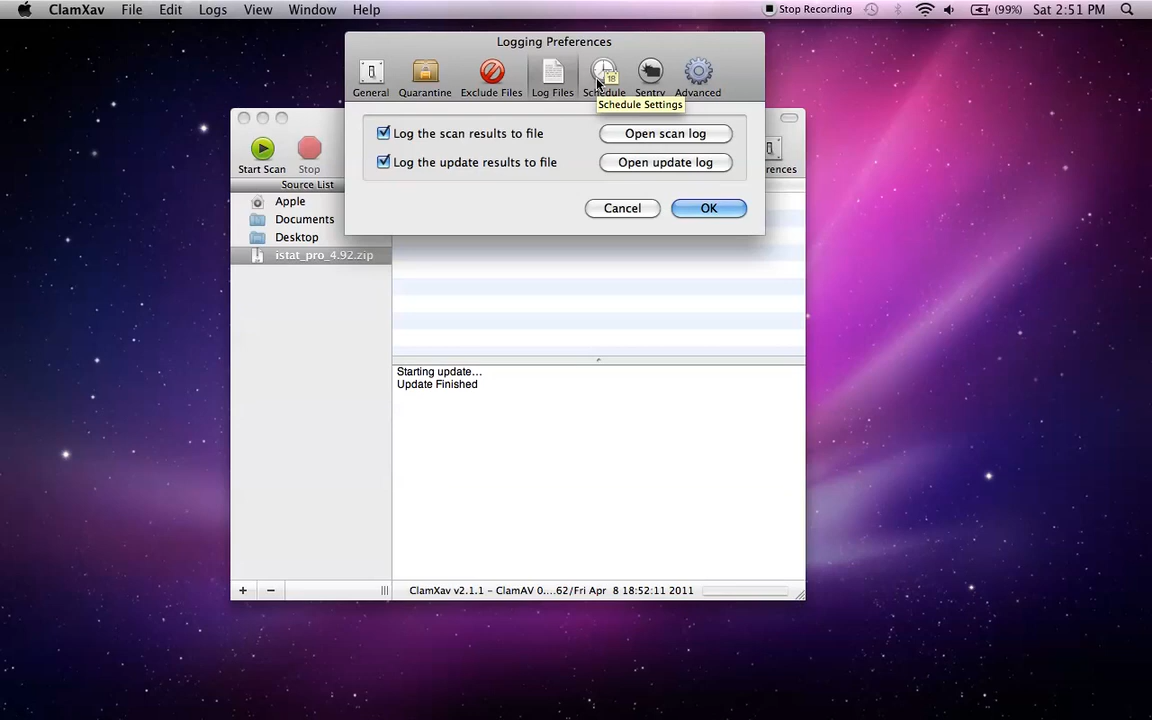 ClamXav File Edit Logs View Window Help
Stop Recording (99%) Sat 2:51 PM
Logging Preferences
General Quarantine Exclude Files Log Files Schedule Sentry Advanced
18
Schedule Settings
Log the scan results to file Open scan log
Log the update results to file Open update log
Cancel OK
Start Scan Stop
Source List
Apple
Documents
Desktop
istat_pro_4.92.zip
Starting update...
Update Finished
+ -
ClamXav v2.1.1 – ClamAV 0....62/Fri Apr 8 18:52:11 2011